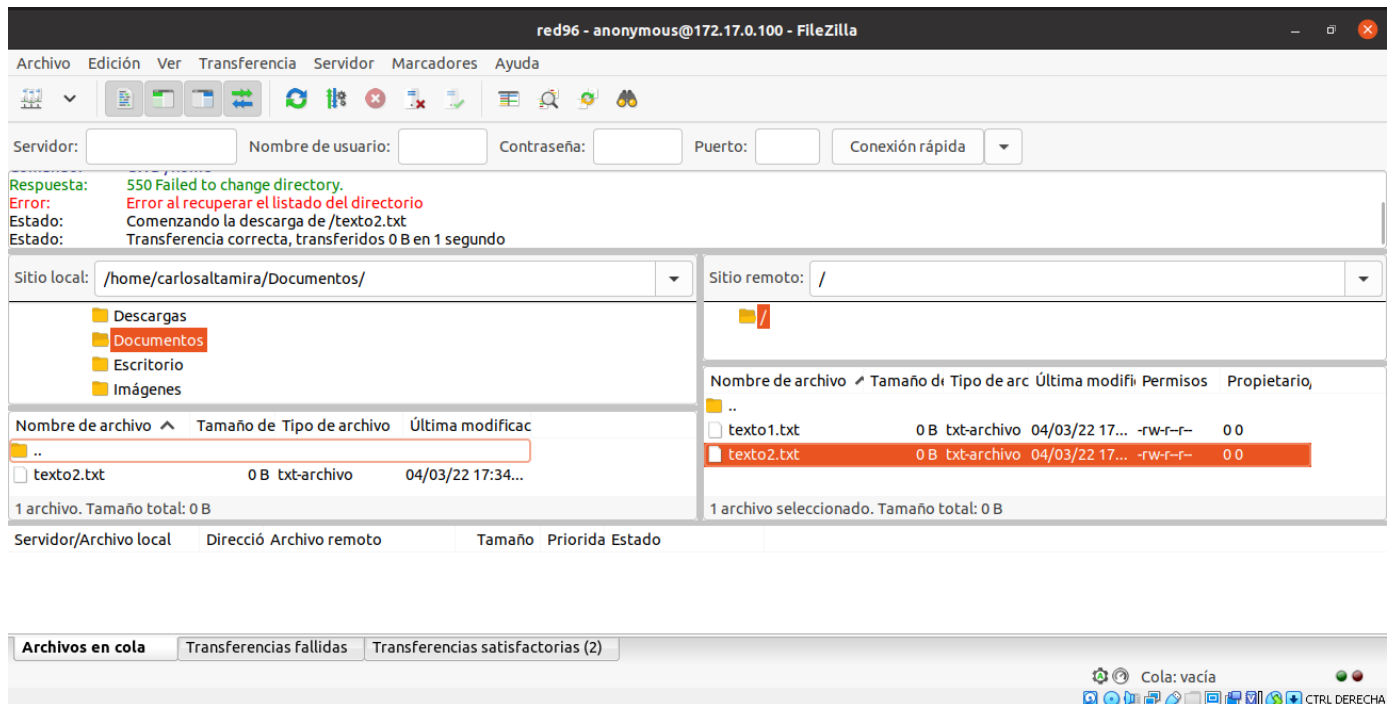 red96 - anonymous@172.17.0.100 - FileZilla
Archivo Edición Ver Transferencia Servidor Marcadores Ayuda
Servidor: Nombre de usuario: Contraseña: Puerto: Conexión rápida
Respuesta: 550 Failed to change directory.
Error: Error al recuperar el listado del directorio
Estado: Comenzando la descarga de /texto2.txt
Estado: Transferencia correcta, transferidos 0 B en 1 segundo
Sitio local: /home/carlosaltamira/Documentos/
Descargas
Documentos
Escritorio
Imágenes
Nombre de archivo Tamaño de Tipo de archivo Última modificac
..
texto2.txt 0 B txt-archivo 04/03/22 17:34...
1 archivo. Tamaño total: 0 B
Sitio remoto: /
/
Nombre de archivo Tamaño de Tipo de arc Última modifi Permisos Propietario/
..
texto1.txt 0 B txt-archivo 04/03/22 17... -rw-r--r-- 0 0
texto2.txt 0 B txt-archivo 04/03/22 17... -rw-r--r-- 0 0
1 archivo seleccionado. Tamaño total: 0 B
Servidor/Archivo local Direcció Archivo remoto Tamaño Priorida Estado
Archivos en cola Transferencias fallidas Transferencias satisfactorias (2)
Cola: vacía
CTRL DERECHA